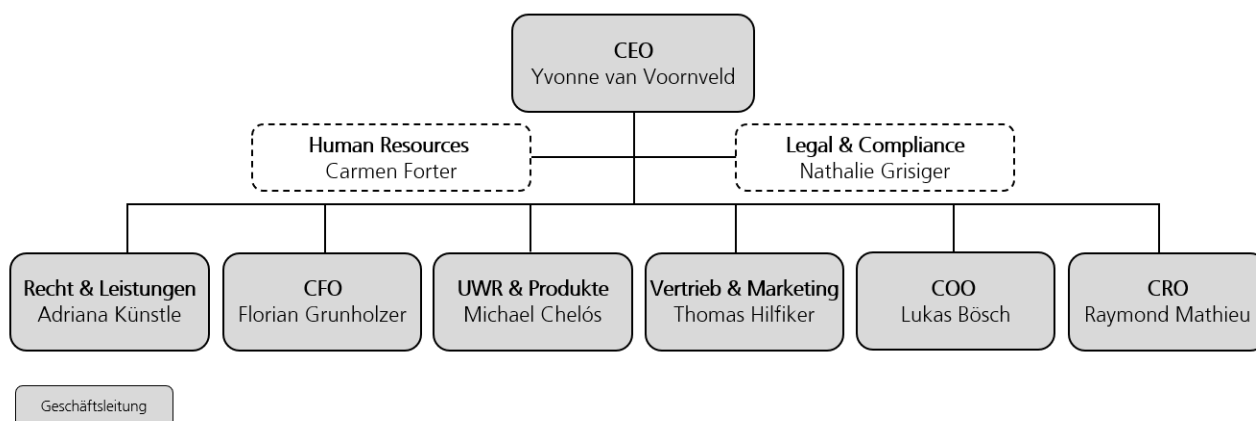 CEO
Yvonne van Voornveld
Human Resources
Carmen Forter
Legal & Compliance
Nathalie Grisiger
Recht & Leistungen
Adriana Künstle
CFO
Florian Grunholzer
UWR & Produkte
Michael Chelós
Vertrieb & Marketing
Thomas Hilfiker
COO
Lukas Bösch
CRO
Raymond Mathieu
Geschäftsleitung